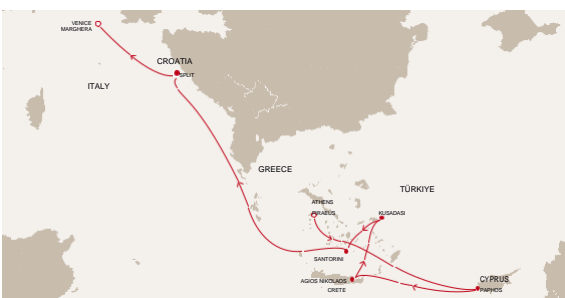 VENICE
MARGHERA
CROATIA
SPLIT
ITALY
GREECE
TÜRKIYE
ATHENS
PIRAEUS
KUSADASI
SANTORINI
AGIOS NIKOLAOS
CRETE
CYPRUS
PAPHOS